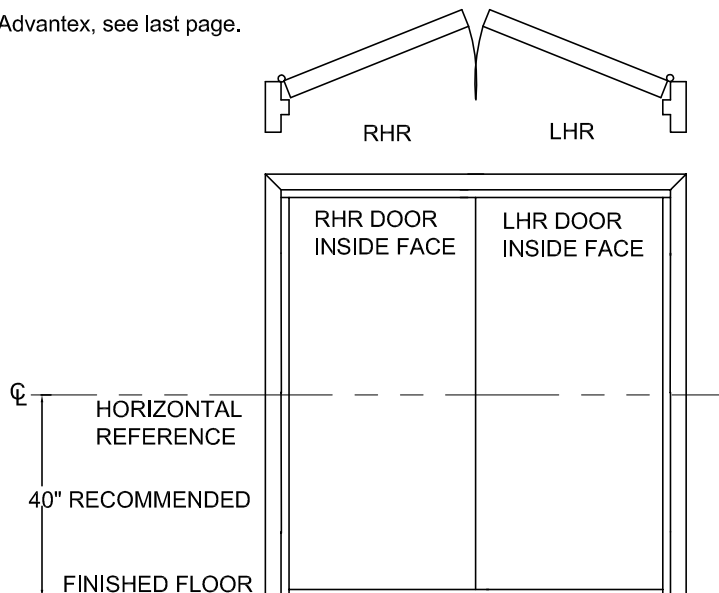 Advantex, see last page.
RHR
LHR
RHR DOOR
INSIDE FACE
LHR DOOR
INSIDE FACE
℄
HORIZONTAL
REFERENCE
40" RECOMMENDED
FINISHED FLOOR